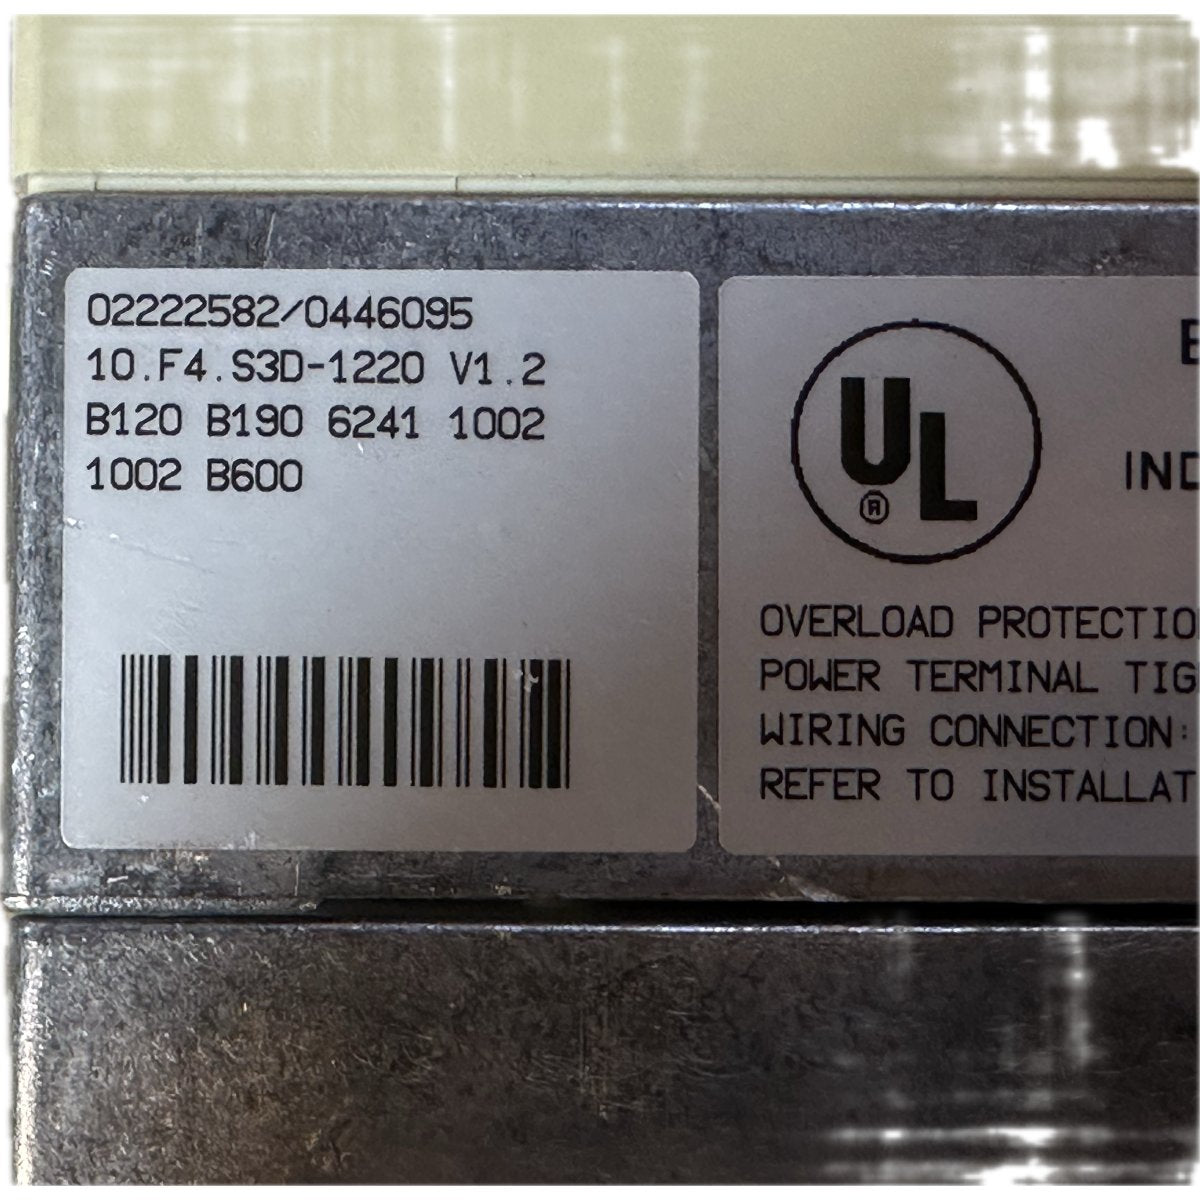 02222582/0446095
10.F4.S3D-1220 V1.2
B120 B190 6241 1002
1002 B600
UL
®
IND
OVERLOAD PROTECTIO
POWER TERMINAL TIG
WIRING CONNECTION:
REFER TO INSTALLAT